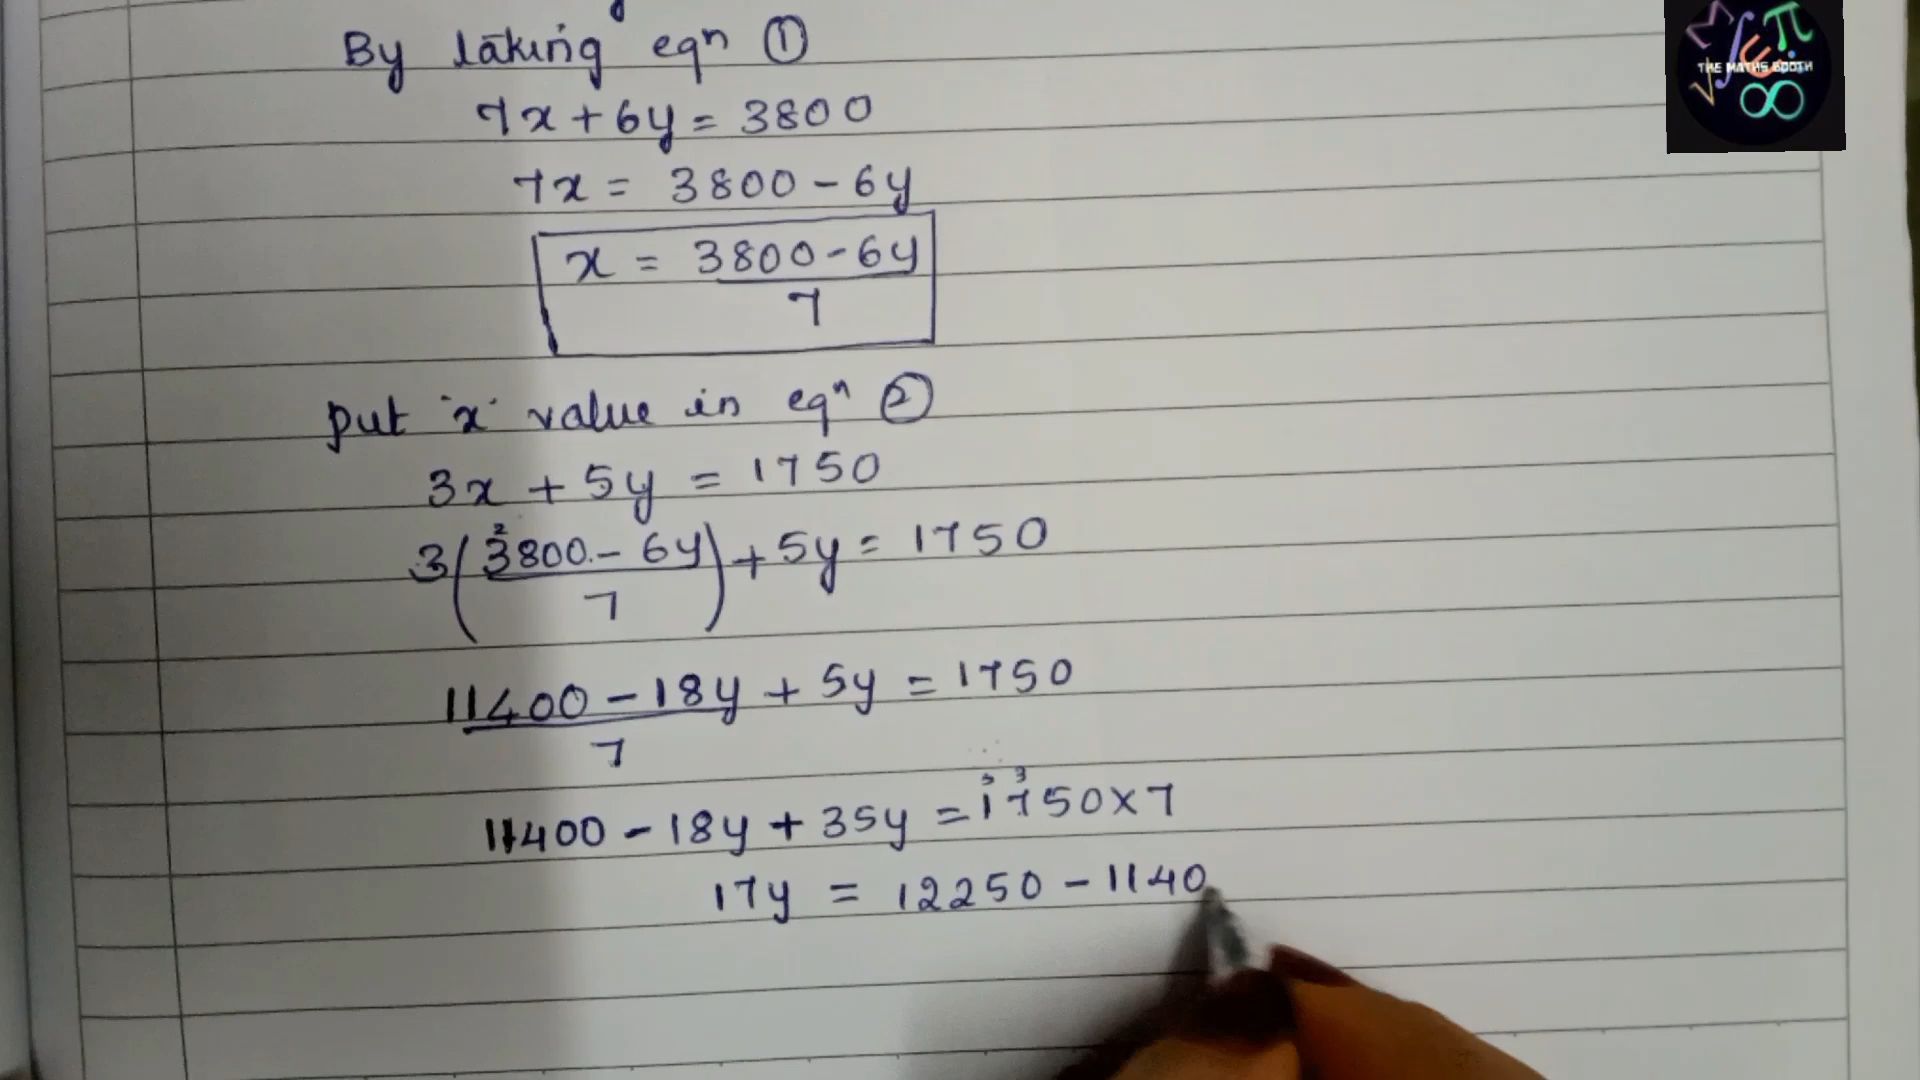 By taking eqn ①
7x + 6y = 3800
7x = 3800 - 6y
x = 3800 - 6y
7
put 'x' value in eqn ②
3x + 5y = 1750
3(3800 - 6y/7) + 5y = 1750
11400 - 18y + 5y = 1750
7
11400 - 18y + 35y = 1750 x 7
17y = 12250 - 1140
THE MATHS BOOTH